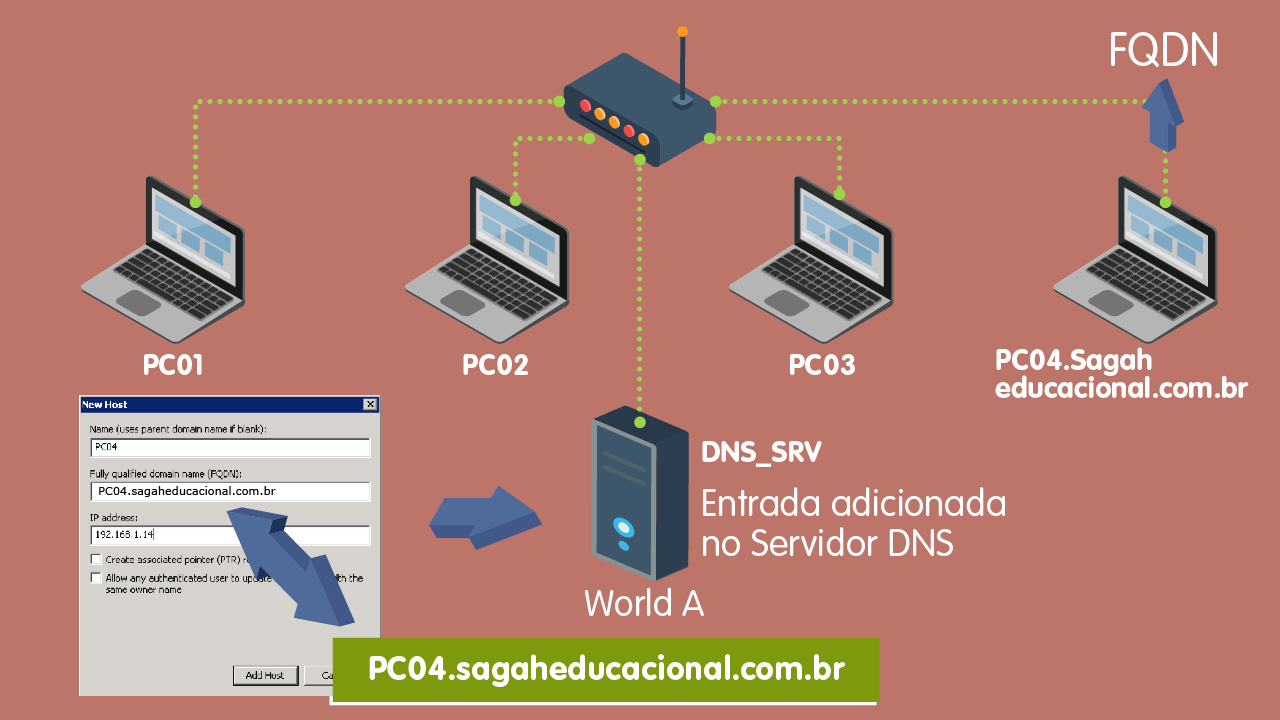 FQDN
PC01
PC02
PC03
PC04.Sagah
educacional.com.br
New Host
Name (uses parent domain name if blank):
PC04
Fully qualified domain name (FQDN):
PC04.sagaheducacional.com.br
IP address:
192.168.1.14
Create associated pointer (PTR)
Allow any authenticated user to update the
same owner name
Add Host
DNS_SRV
Entrada adicionada
no Servidor DNS
World A
PC04.sagaheducacional.com.br